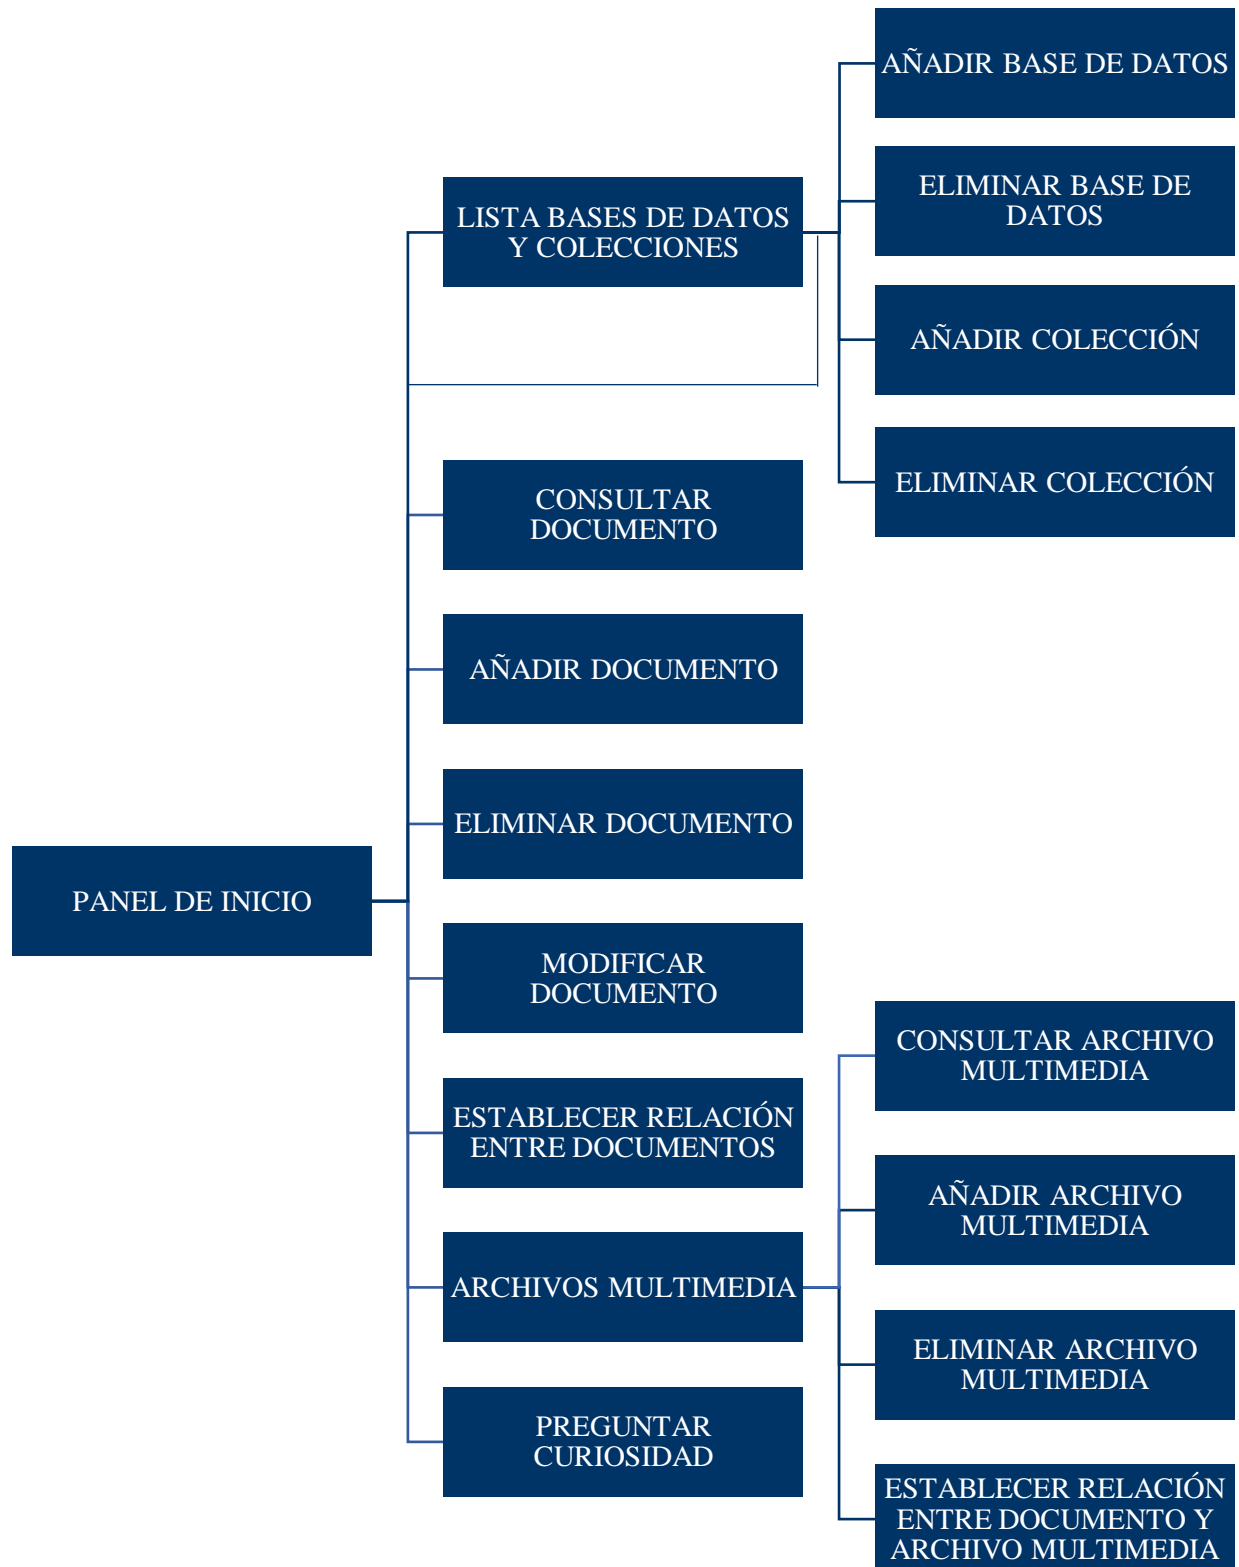 PANEL DE INICIO
LISTA BASES DE DATOS
Y COLECCIONES
AÑADIR BASE DE DATOS
ELIMINAR BASE DE
DATOS
AÑADIR COLECCIÓN
ELIMINAR COLECCIÓN
CONSULTAR
DOCUMENTO
AÑADIR DOCUMENTO
ELIMINAR DOCUMENTO
MODIFICAR
DOCUMENTO
ESTABLECER RELACIÓN
ENTRE DOCUMENTOS
ARCHIVOS MULTIMEDIA
CONSULTAR ARCHIVO
MULTIMEDIA
AÑADIR ARCHIVO
MULTIMEDIA
ELIMINAR ARCHIVO
MULTIMEDIA
ESTABLECER RELACIÓN
ENTRE DOCUMENTO Y
ARCHIVO MULTIMEDIA
PREGUNTAR
CURIOSIDAD